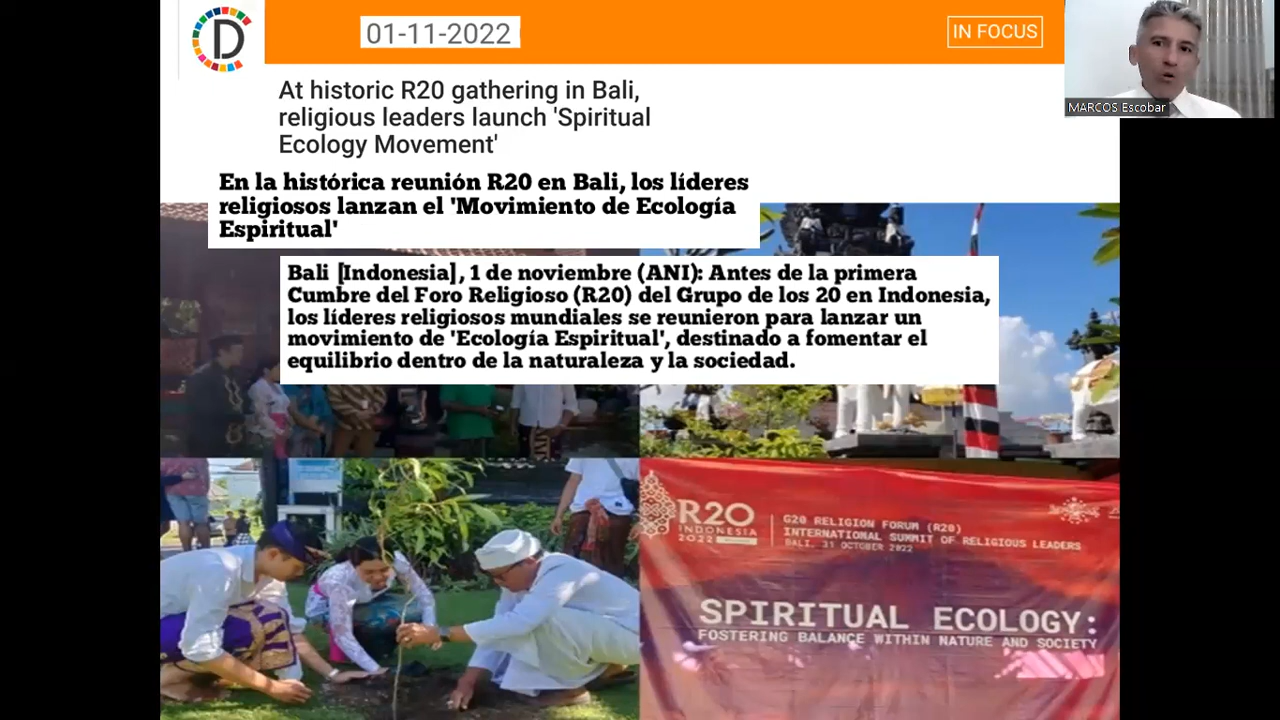 D
01-11-2022
IN FOCUS
MARCOS Escobar
At historic R20 gathering in Bali,
religious leaders launch 'Spiritual
Ecology Movement'
En la histórica reunión R20 en Bali, los líderes
religiosos lanzan el 'Movimiento de Ecología
Espiritual'
Bali [Indonesia], 1 de noviembre (ANI): Antes de la primera
Cumbre del Foro Religioso (R20) del Grupo de los 20 en Indonesia,
los líderes religiosos mundiales se reunieron para lanzar un
movimiento de 'Ecología Espiritual', destinado a fomentar el
equilibrio dentro de la naturaleza y la sociedad.
R20
INDONESIA
2022
G20 RELIGION FORUM (R20)
INTERNATIONAL SUMMIT OF RELIGIOUS LEADERS
BALI, 31 OCTOBER 2022
SPIRITUAL ECOLOGY:
FOSTERING BALANCE WITHIN NATURE AND SOCIETY